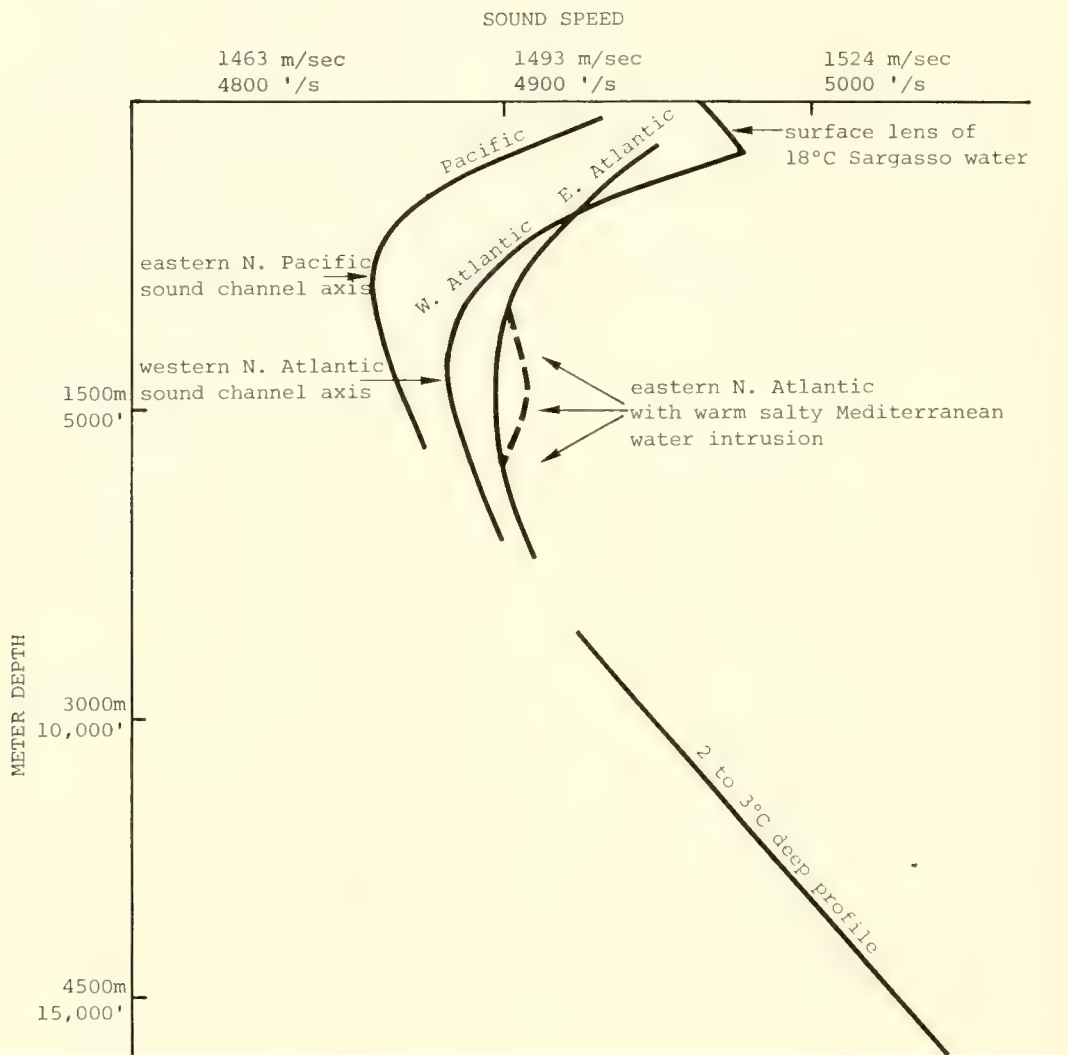 SOUND SPEED
1463 m/sec
4800 '/s
1493 m/sec
4900 '/s
1524 m/sec
5000 '/s
surface lens of
18°C Sargasso water
Pacific
E. Atlantic
W. Atlantic
eastern N. Pacific
sound channel axis
western N. Atlantic
sound channel axis
eastern N. Atlantic
with warm salty Mediterranean
water intrusion
1500m
5000'
METER DEPTH
3000m
10,000'
2 to 3°C deep profile
4500m
15,000'